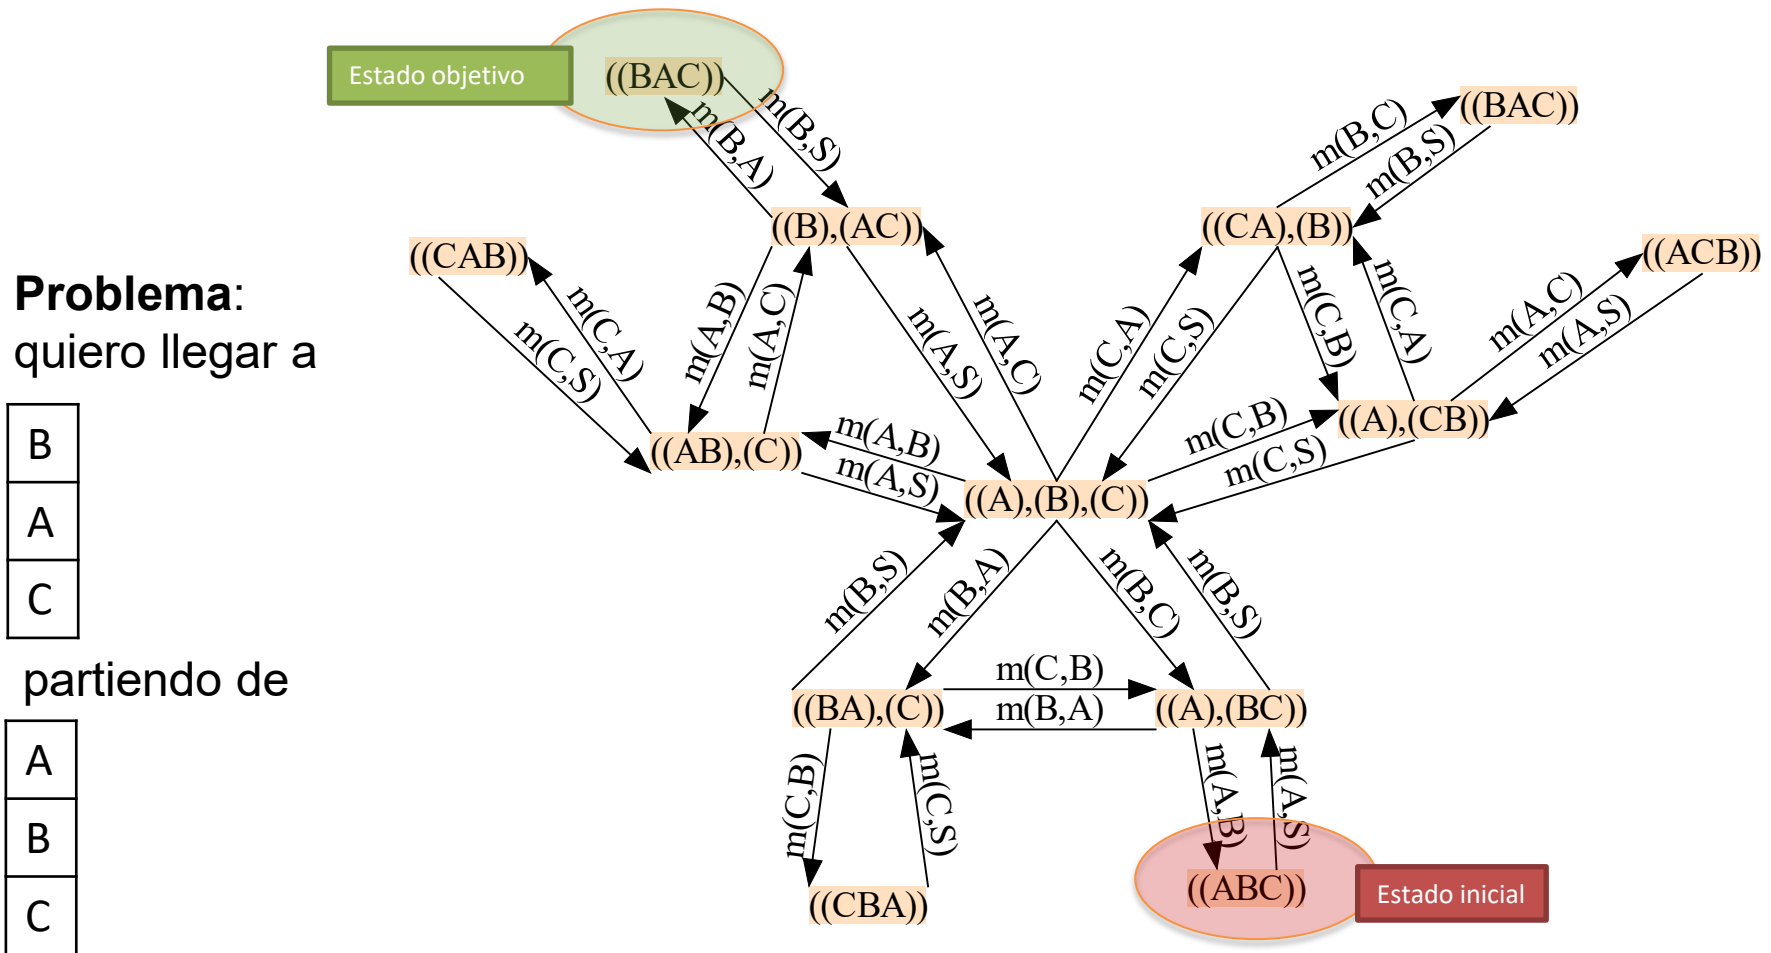 Estado objetivo
((BAC))
m(B,A)
m(B,S)
((BAC))
m(B,C)
m(B,S)
((B),(AC))
((CA),(B))
((CAB))
((ACB))
Problema:
quiero llegar a
B
A
C
partiendo de
A
B
C
m(C,S)
m(C,A)
m(A,B)
m(A,C)
m(A,S)
m(A,C)
m(C,A)
m(C,S)
m(C,B)
m(C,A)
m(A,C)
m(A,S)
((AB),(C))
m(A,B)
m(A,S)
((A),(B),(C))
m(C,B)
m(C,S)
((A),(CB))
m(B,S)
m(B,A)
m(B,C)
m(B,S)
((BA),(C))
m(C,B)
m(B,A)
((A),(BC))
m(C,B)
m(C,S)
m(A,B)
m(A,S)
((CBA))
((ABC))
Estado inicial